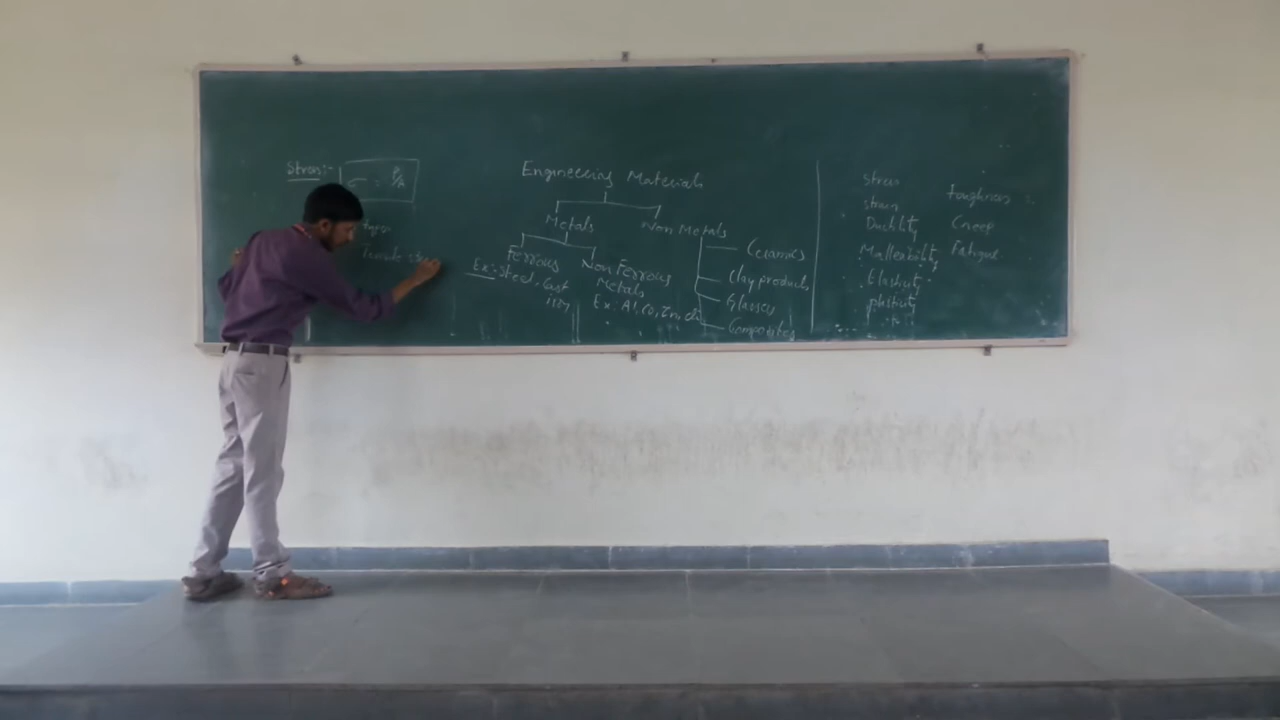 Stress:-
σ = P/A
types
Tensile stre
Engineering Materials
Metals
Non Metals
Ferrous
Ex:- Steel, Cast
iron
Non Ferrous
Metals
Ex: Al, Co, Zn,
Ceramics
Clay products
Glasses
Composites
stress
strain
Ductility
Malleability
Elasticity
plasticity
toughness
Creep
Fatigue